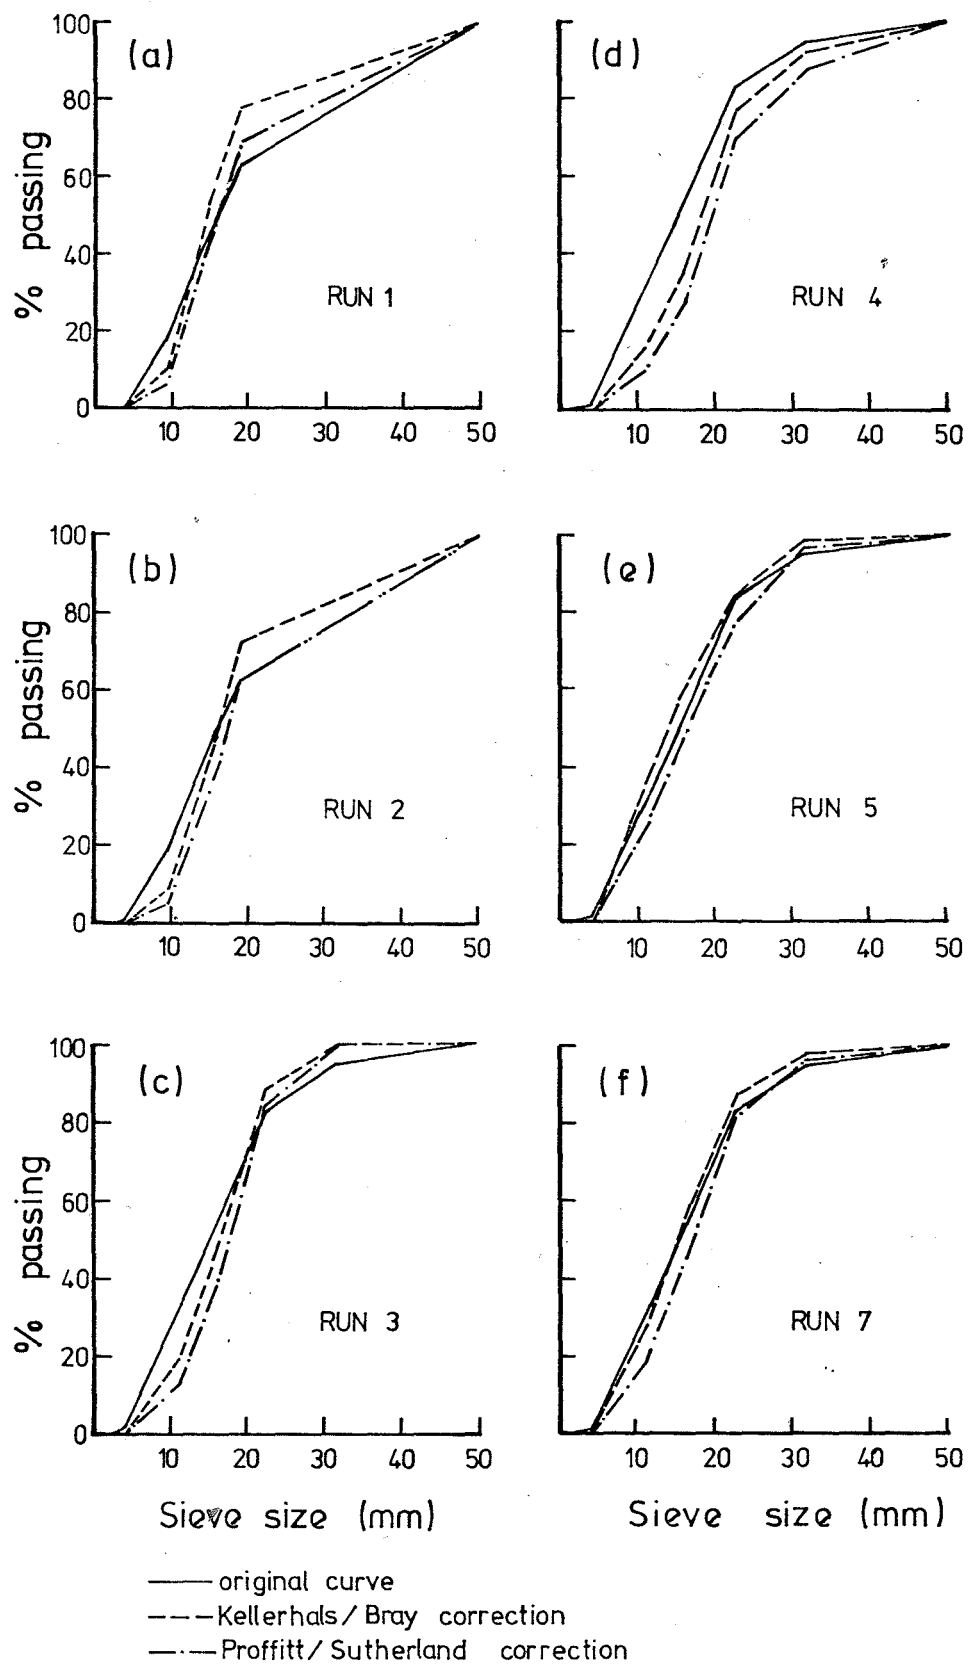 (a)
100
80
60
40
20
0
% passing
RUN 1
10 20 30 40 50
(d)
RUN 4
10 20 30 40 50
(b)
100
80
60
40
20
0
% passing
RUN 2
10 20 30 40 50
(e)
RUN 5
10 20 30 40 50
(c)
100
80
60
40
20
0
% passing
RUN 3
10 20 30 40 50
Sieve size (mm)
(f)
RUN 7
10 20 30 40 50
Sieve size (mm)
original curve
Kellerhals/Bray correction
Proffitt/Sutherland correction